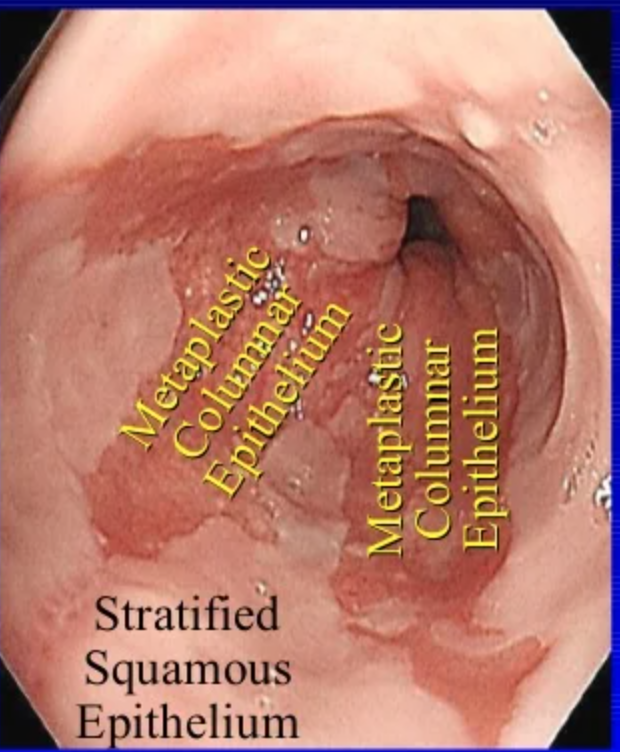 Metaplastic
Columnar
Epithelium
Metaplastic
Columnar
Epithelium
Stratified
Squamous
Epithelium